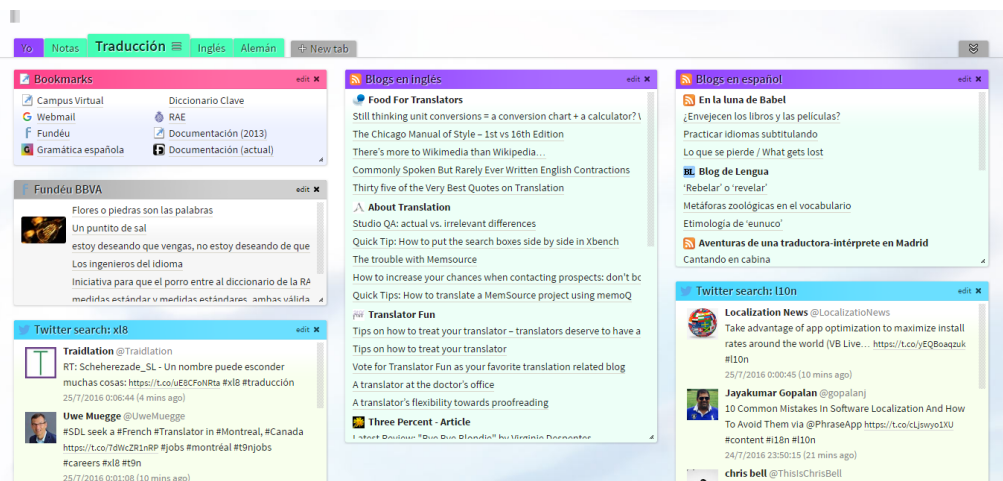 Yo Notas Traducción Inglés Alemán New tab
Bookmarks edit
Campus Virtual Diccionario Clave
Webmail RAE
Fundéu Documentación (2013)
Gramática española Documentación (actual)
Fundéu BBVA edit
Flores o piedras son las palabras
Un puntito de sal
estoy deseando que vengas, no estoy deseando de que
Los ingenieros del idioma
Iniciativa para que el porro entre al diccionario de la RA
medidas estándar y medidas estándares, ambas válida
Twitter search: xl8 edit
Traidlation @Traidlation
RT: Scheherezade_SL - Un nombre puede esconder
muchas cosas: https://t.co/uE8CFoNRta #xl8 #traducción
25/7/2016 0:06:44 (4 mins ago)
Uwe Muegge @UweMuegge
#SDL seek a #French #Translator in #Montreal, #Canada
https://t.co/7dWcZR1nRP #jobs #montréal #t9njobs
#careers #xl8 #t9n
25/7/2016 0:01:08 (10 mins ago)
Blogs en inglés edit
Food For Translators
Still thinking unit conversions = a conversion chart + a calculator?
The Chicago Manual of Style – 1st vs 16th Edition
There's more to Wikimedia than Wikipedia…
Commonly Spoken But Rarely Ever Written English Contractions
Thirty five of the Very Best Quotes on Translation
About Translation
Studio QA: actual vs. irrelevant differences
Quick Tip: How to put the search boxes side by side in Xbench
The trouble with Memsource
How to increase your chances when contacting prospects: don't
Quick Tips: How to translate a MemSource project using memoQ
Translator Fun
Tips on how to treat your translator – translators deserve to have a
Tips on how to treat your translator
Vote for Translator Fun as your favorite translation related blog
A translator at the doctor's office
A translator's flexibility towards proofreading
Three Percent - Article
Latest Review: "Bye Bye Blondie" by Virginie Despentes
Blogs en español edit
En la luna de Babel
¿Envejecen los libros y las películas?
Practicar idiomas subtitulando
Lo que se pierde / What gets lost
BL Blog de Lengua
'Rebelar' o 'revelar'
Metáforas zoológicas en el vocabulario
Etimología de 'eunuco'
Aventuras de una traductora-intérprete en Madrid
Cantando en cabina
Twitter search: l10n edit
Localization News @LocalizatioNews
Take advantage of app optimization to maximize install
rates around the world (VB Live… https://t.co/yEQBoaqzuk
#l10n
25/7/2016 0:00:45 (10 mins ago)
Jayakumar Gopalan @gopalanj
10 Common Mistakes In Software Localization And How
To Avoid Them via @PhraseApp https://t.co/cLjswyo1XU
#content #i18n #l10n
24/7/2016 23:50:15 (21 mins ago)
chris bell @ThisIsChrisBell